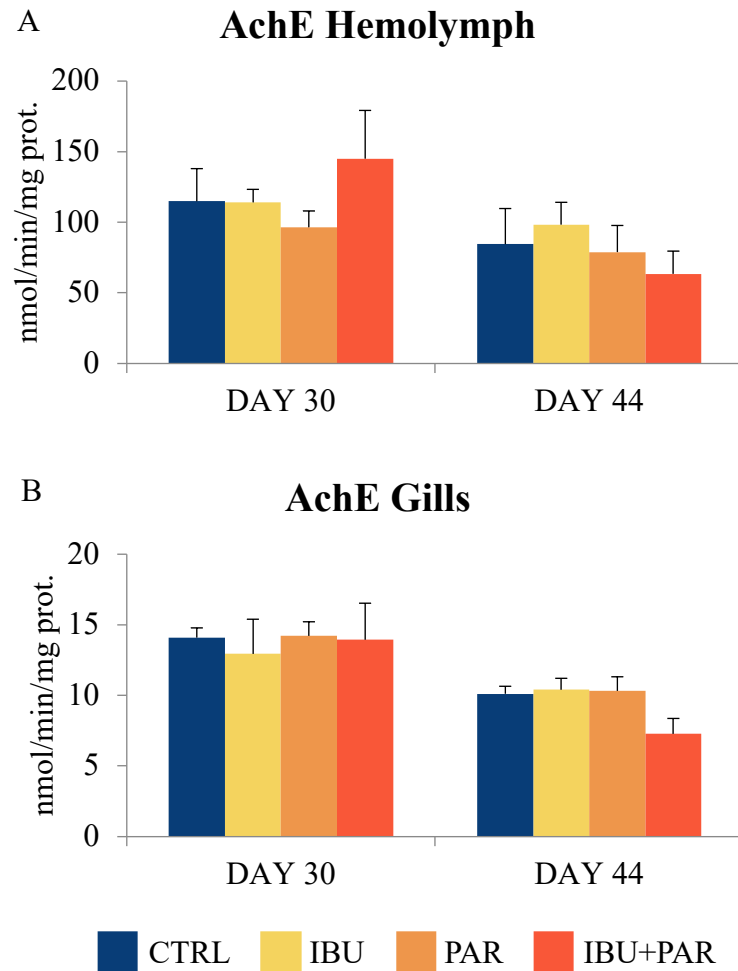 A
AchE Hemolymph
nmol/min/mg prot.
200
150
100
50
0
DAY 30 DAY 44
B
AchE Gills
nmol/min/mg prot.
20
15
10
5
0
DAY 30 DAY 44
CTRL IBU PAR IBU+PAR